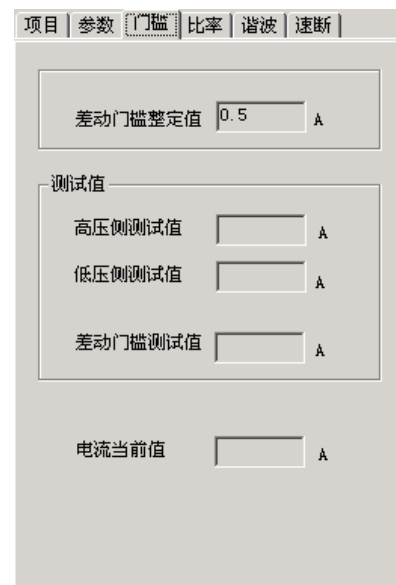 项目 参数 门槛 比率 谐波 速断
差动门槛整定值 0.5 A
测试值
高压侧测试值 A
低压侧测试值 A
差动门槛测试值 A
电流当前值 A